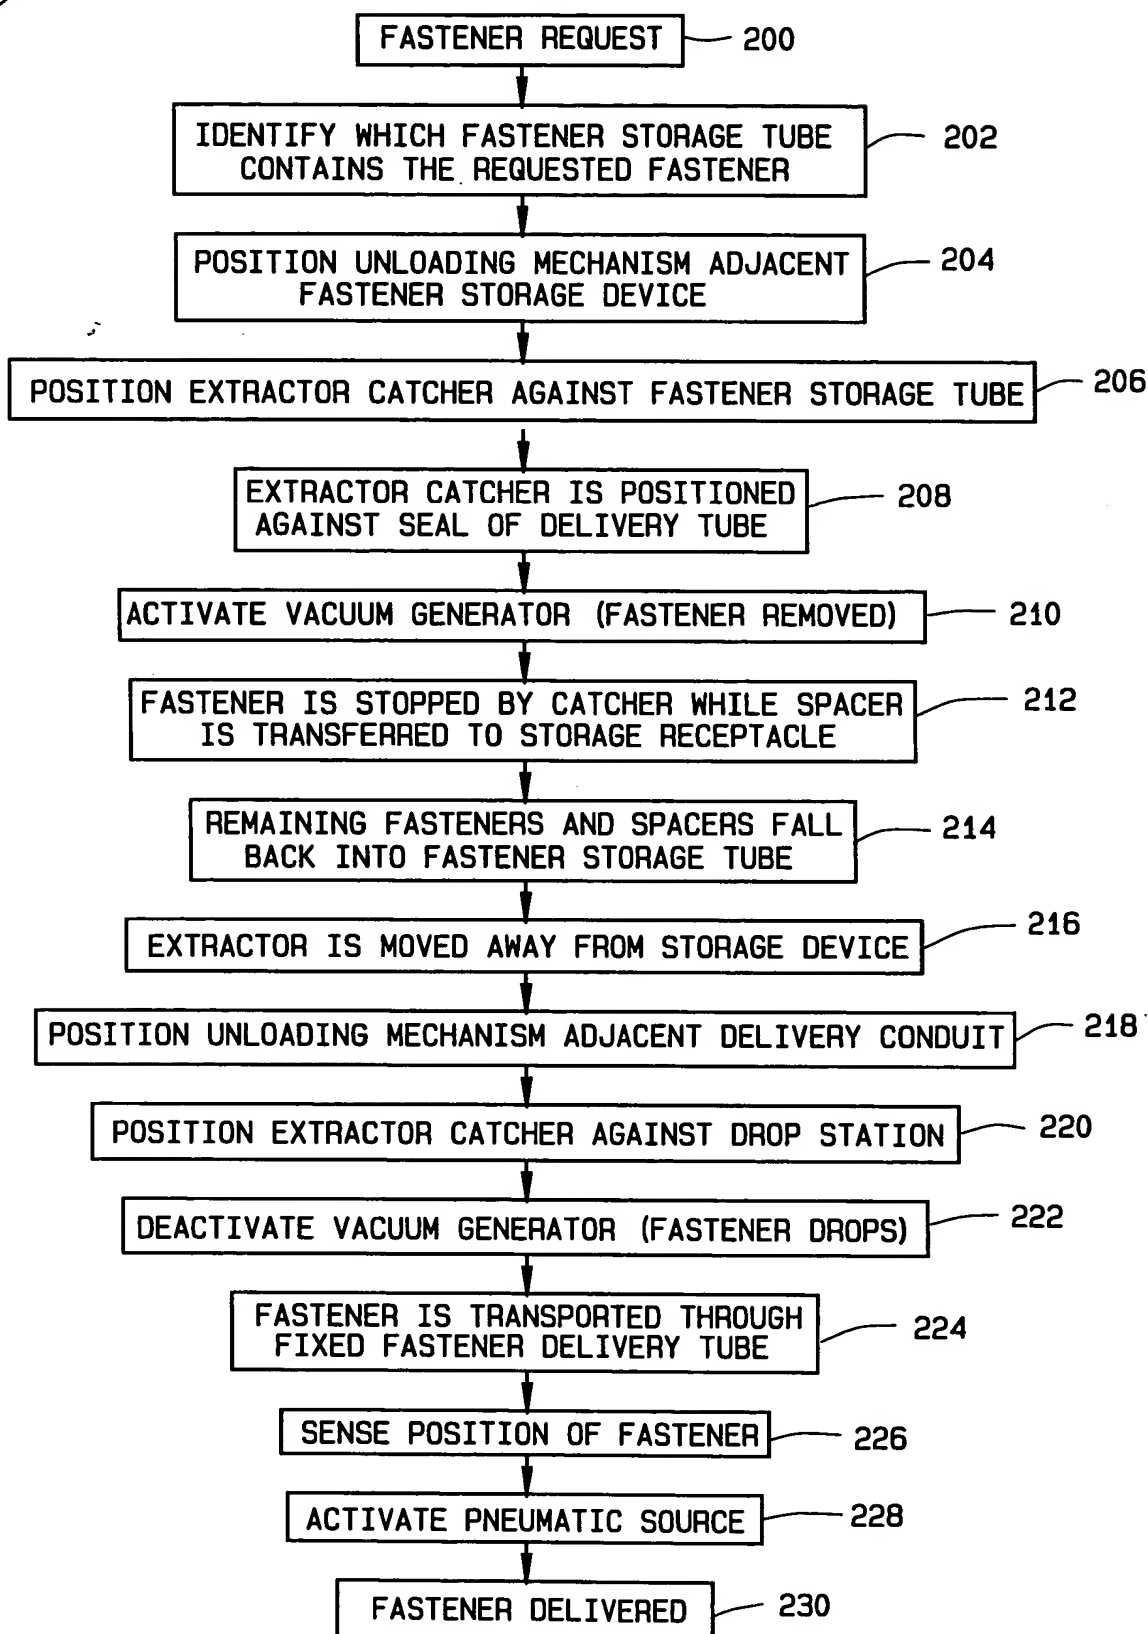 FASTENER REQUEST
200
IDENTIFY WHICH FASTENER STORAGE TUBE
CONTAINS THE REQUESTED FASTENER
202
POSITION UNLOADING MECHANISM ADJACENT
FASTENER STORAGE DEVICE
204
POSITION EXTRACTOR CATCHER AGAINST FASTENER STORAGE TUBE
206
EXTRACTOR CATCHER IS POSITIONED
AGAINST SEAL OF DELIVERY TUBE
208
ACTIVATE VACUUM GENERATOR (FASTENER REMOVED)
210
FASTENER IS STOPPED BY CATCHER WHILE SPACER
IS TRANSFERRED TO STORAGE RECEPTACLE
212
REMAINING FASTENERS AND SPACERS FALL
BACK INTO FASTENER STORAGE TUBE
214
EXTRACTOR IS MOVED AWAY FROM STORAGE DEVICE
216
POSITION UNLOADING MECHANISM ADJACENT DELIVERY CONDUIT
218
POSITION EXTRACTOR CATCHER AGAINST DROP STATION
220
DEACTIVATE VACUUM GENERATOR (FASTENER DROPS)
222
FASTENER IS TRANSPORTED THROUGH
FIXED FASTENER DELIVERY TUBE
224
SENSE POSITION OF FASTENER
226
ACTIVATE PNEUMATIC SOURCE
228
FASTENER DELIVERED
230